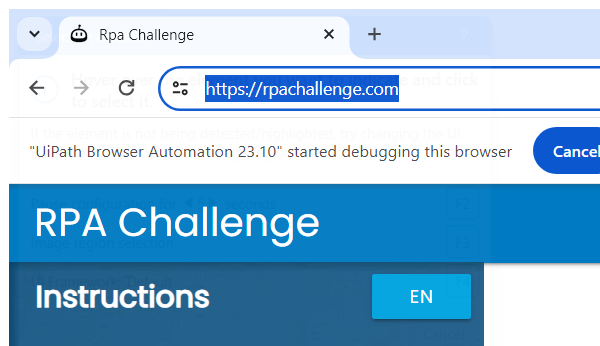 Rpa Challenge
https://rpachallenge.com
"UiPath Browser Automation 23.10" started debugging this browser
Cancel
RPA Challenge
Instructions
EN